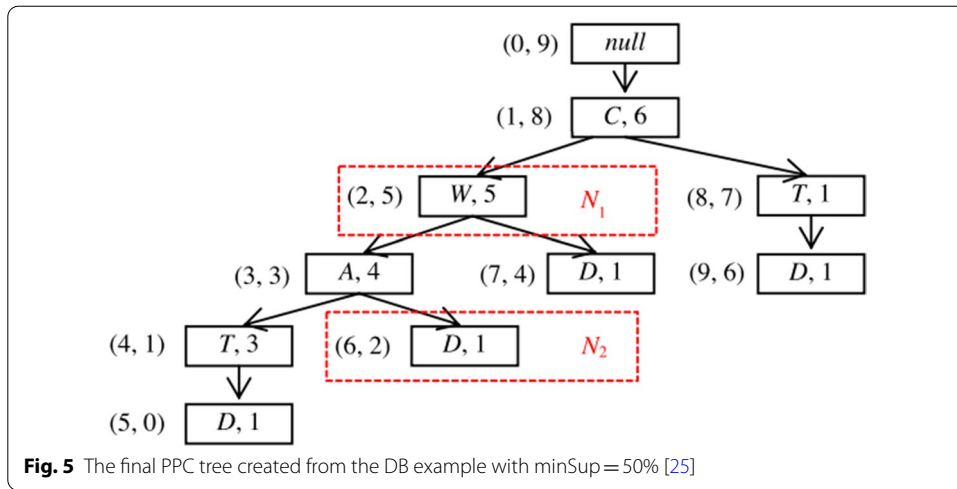 (0, 9) null
(1, 8) C, 6
(2, 5) W, 5 N₁ (8, 7) T, 1
(3, 3) A, 4 (7, 4) D, 1 (9, 6) D, 1
(4, 1) T, 3 (6, 2) D, 1 N₂
(5, 0) D, 1
Fig. 5 The final PPC tree created from the DB example with minSup = 50% [25]